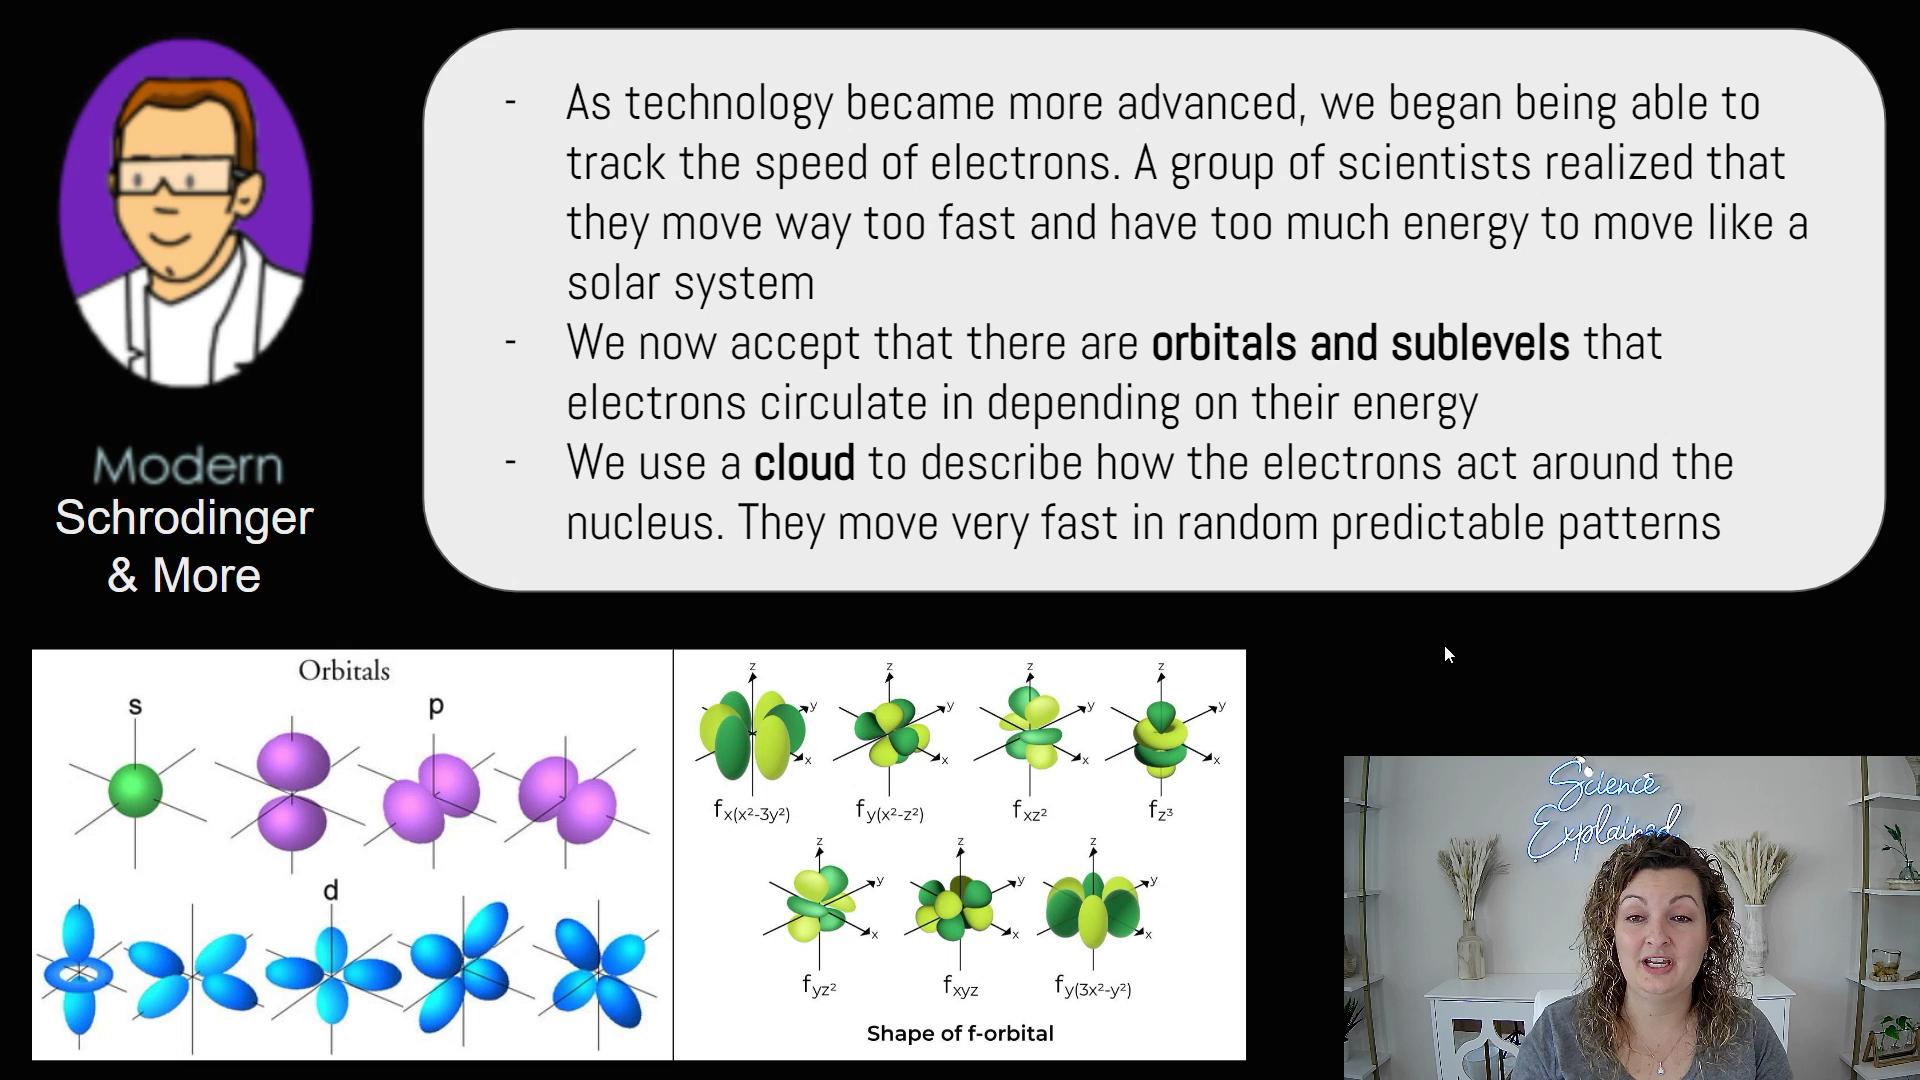 - As technology became more advanced, we began being able to
track the speed of electrons. A group of scientists realized that
they move way too fast and have too much energy to move like a
solar system
- We now accept that there are orbitals and sublevels that
electrons circulate in depending on their energy
- We use a cloud to describe how the electrons act around the
nucleus. They move very fast in random predictable patterns
Modern
Schrodinger
& More
Orbitals
s
p
d
z
y
x
fx(x²-3y²)
z
y
x
fy(x²-z²)
z
y
x
fxz²
z
y
x
fz³
z
y
x
fyz²
z
y
x
fxyz
z
y
x
fy(3x²-y²)
Shape of f-orbital
Science
Explained